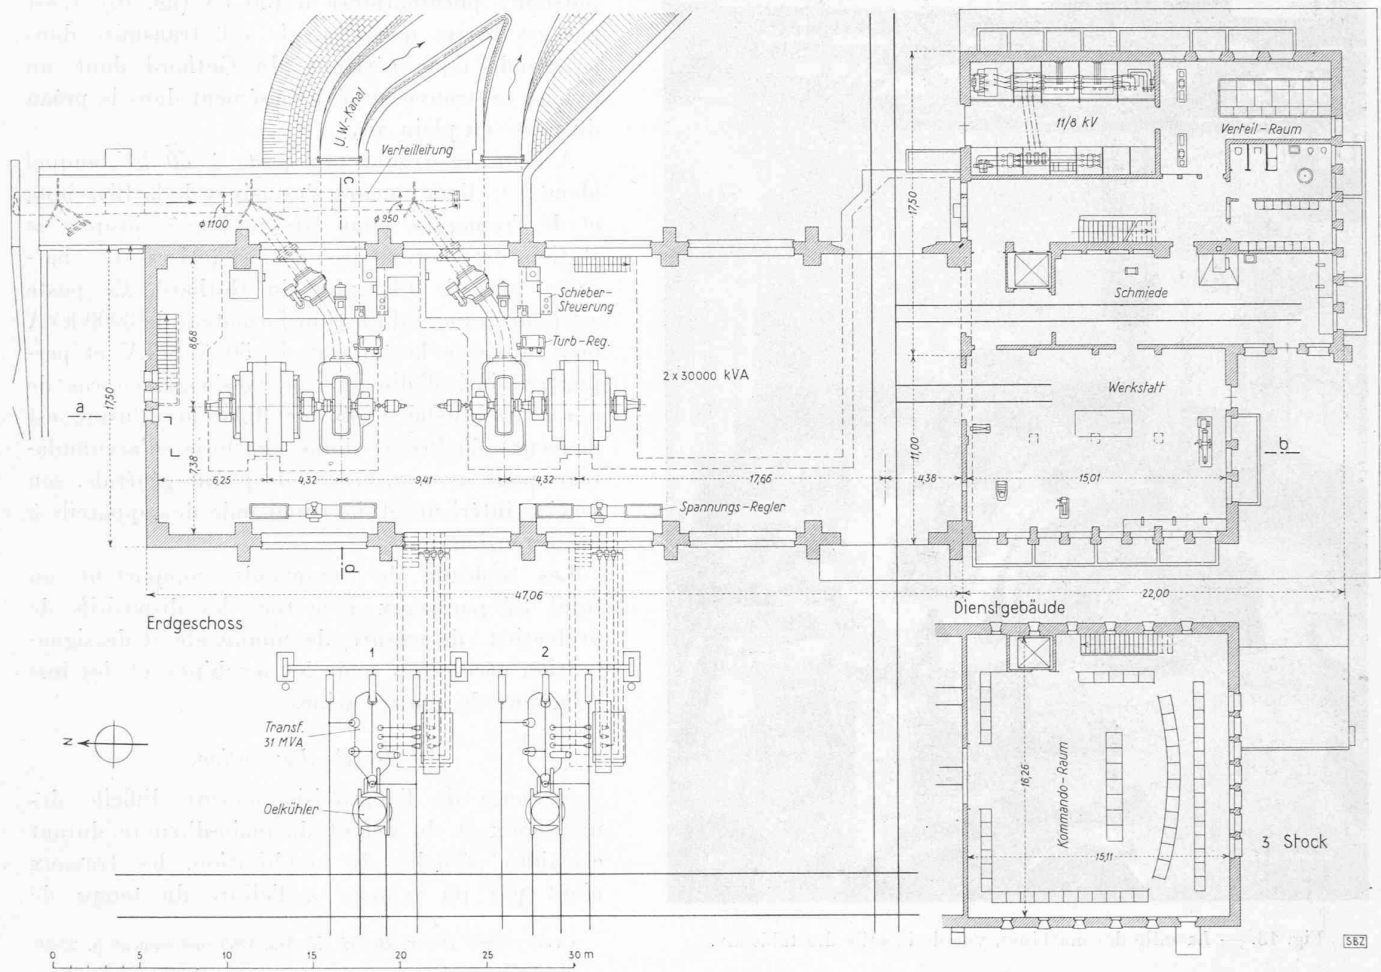 U.W.-Kanal
Verteilleitung
11/8 kV
Verteil-Raum
c
ø 1100
ø 950
17,50
Schieber-
Steuerung
Schmiede
Turb.-Reg.
8,68
17,50
2 x 30000 kVA
Werkstatt
a
b
7,38
11,00
6,25
4,32
9,41
4,32
17,66
4,38
15,01
Spannungs-Regler
d
47,06
22,00
Erdgeschoss
Dienstgebäude
1
2
N
Transf.
31 MVA
Oelkühler
16,26
Kommando-Raum
15,11
3 Stock
SBZ
0 5 10 15 20 25 30 m